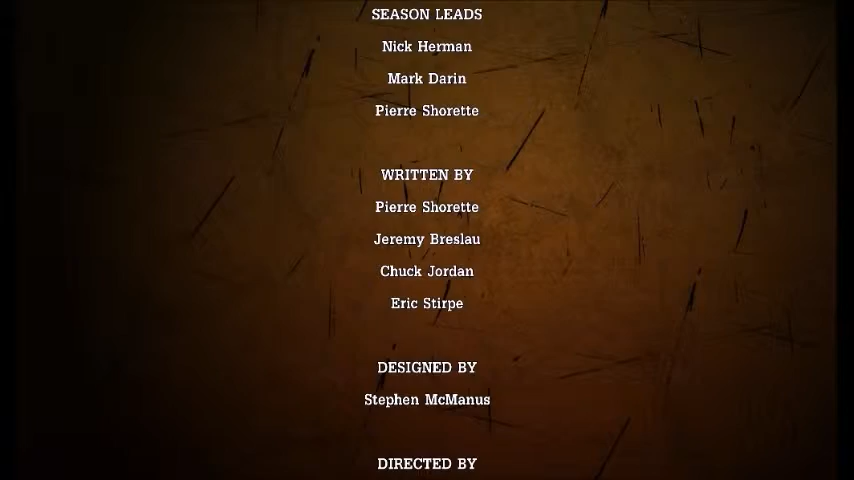 SEASON LEADS
Nick Herman
Mark Darin
Pierre Shorette
WRITTEN BY
Pierre Shorette
Jeremy Breslau
Chuck Jordan
Eric Stirpe
DESIGNED BY
Stephen McManus
DIRECTED BY